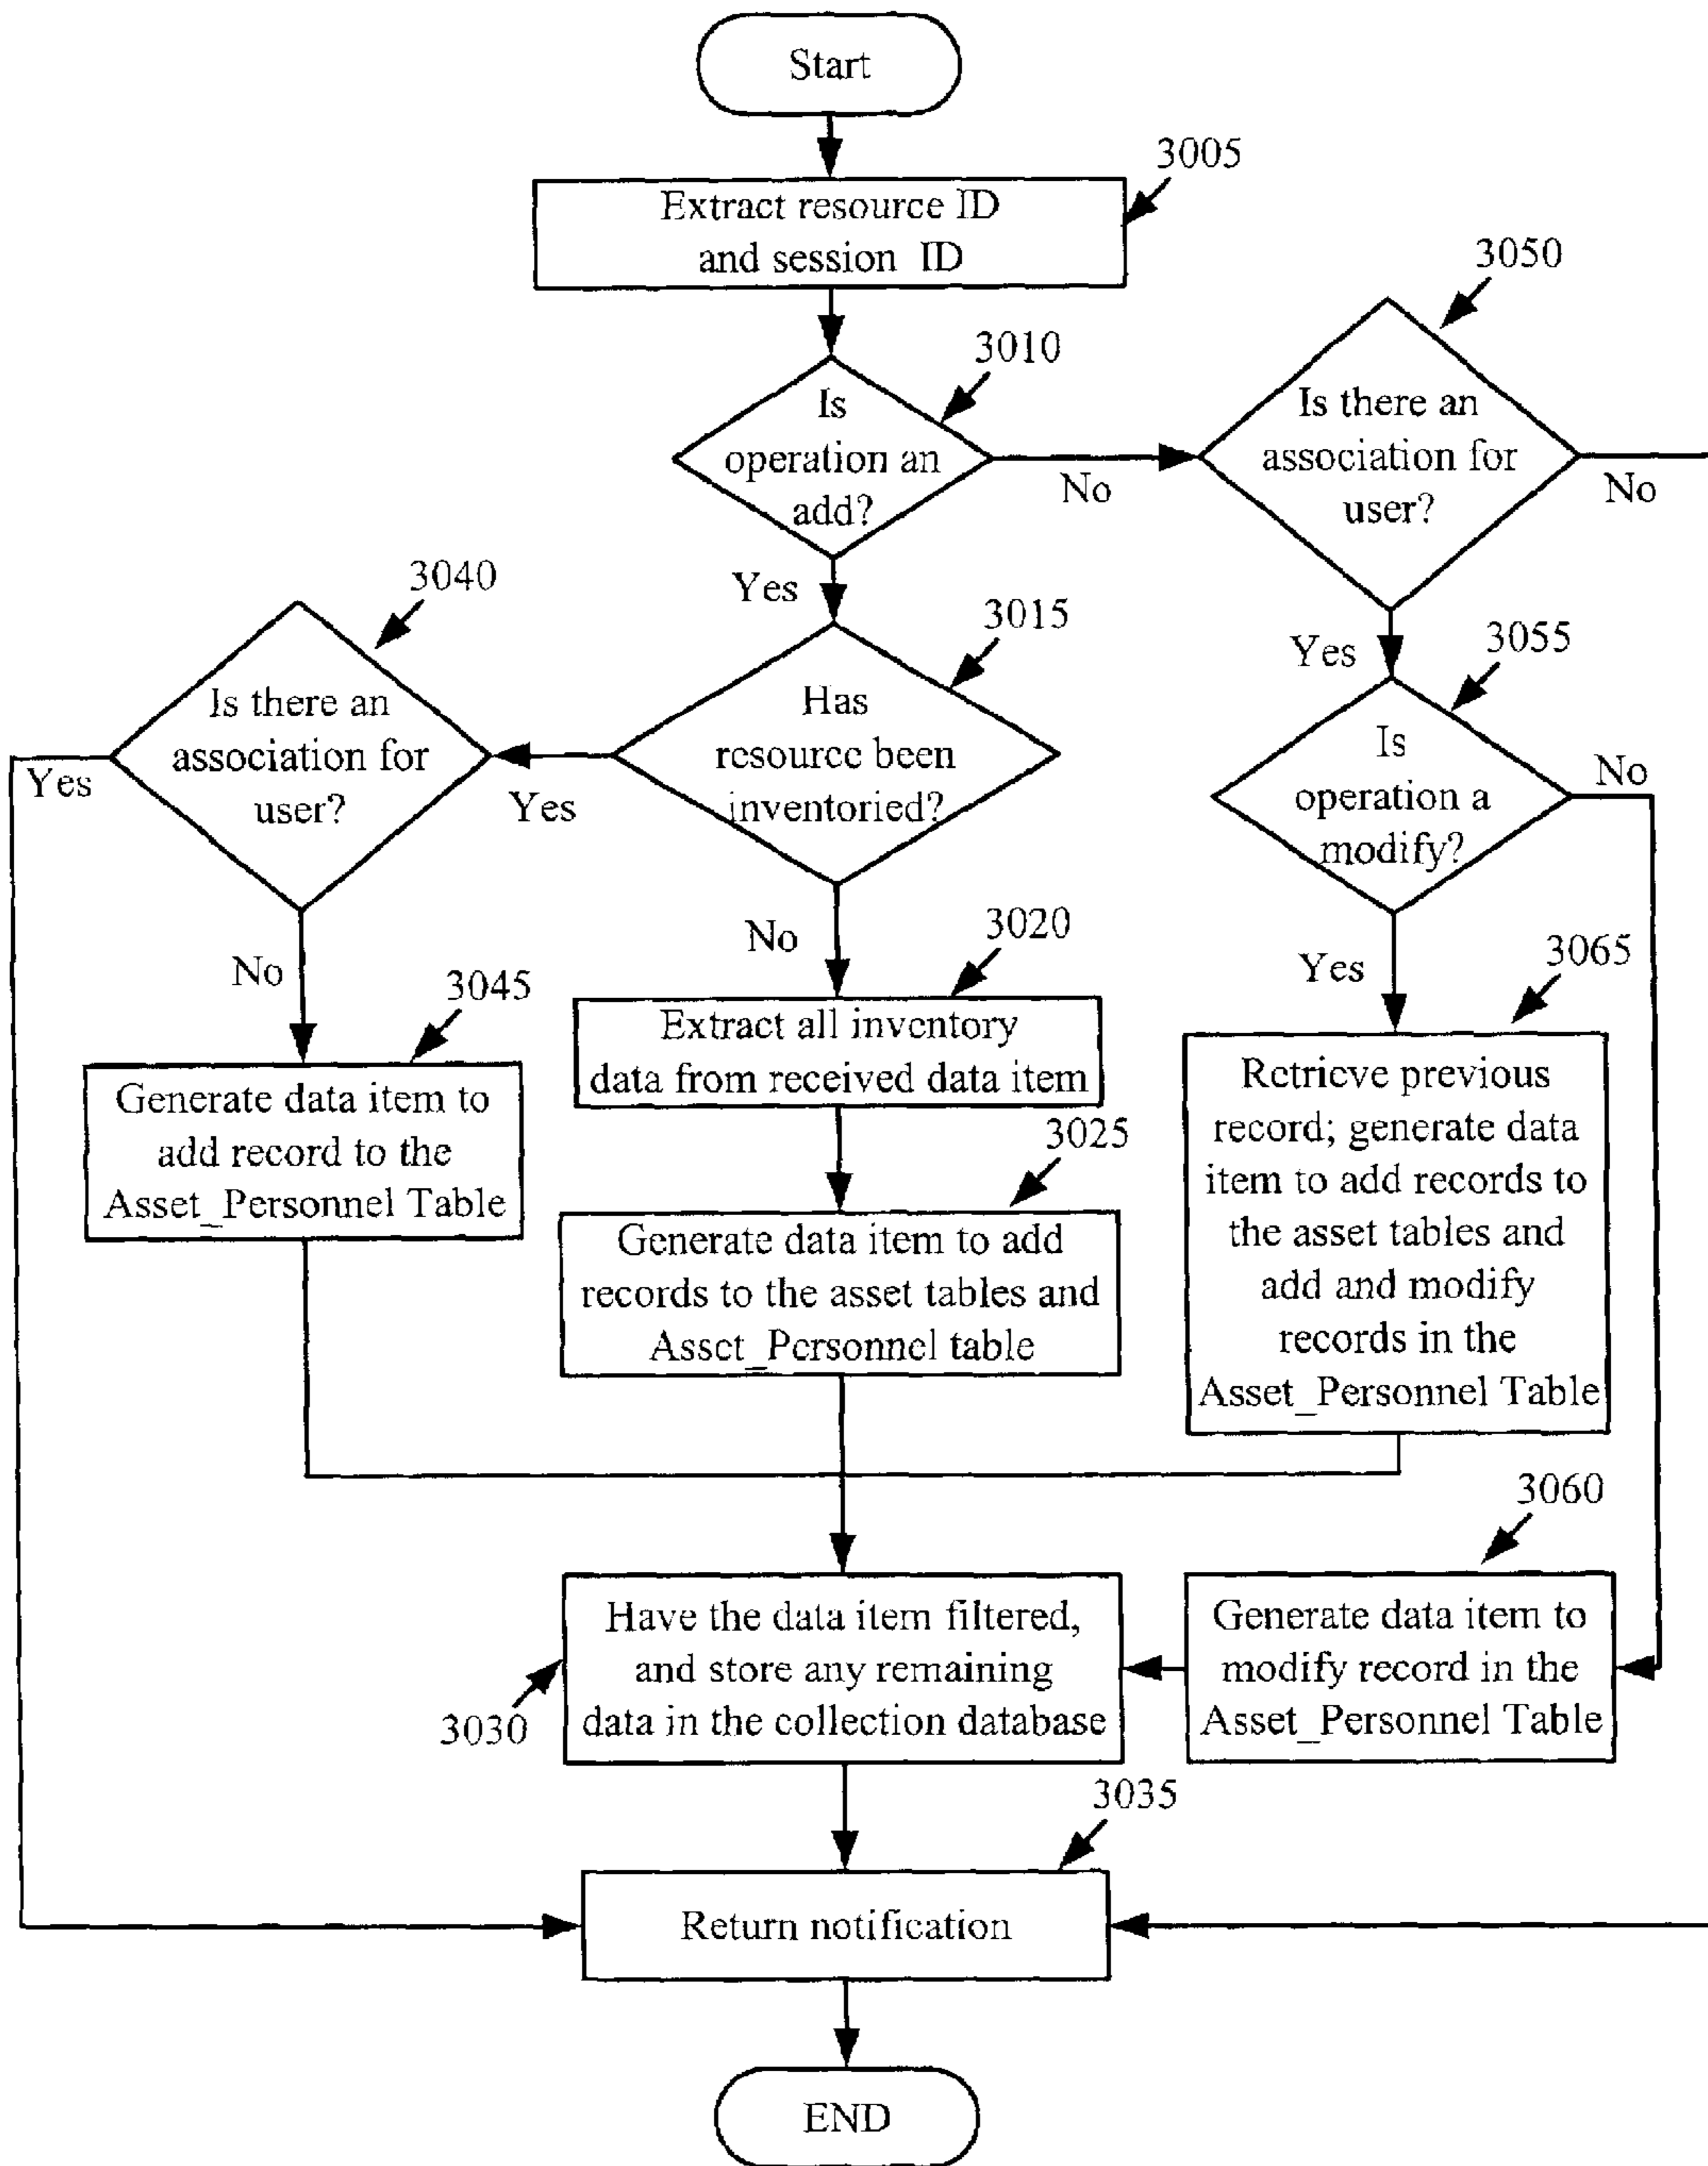 Start
3005
Extract resource ID
and session ID
3050
3010
Is
operation an
add?
No
Is there an
association for
user?
No
Yes
3040
3015
Yes
3055
Is there an
association for
user?
Yes
Has
resource been
inventoried?
Yes
Is
operation a
modify?
No
No
3045
No
3020
Yes
3065
Generate data item to
add record to the
Asset_Personnel Table
Extract all inventory
data from received data item
3025
Generate data item to add
records to the asset tables and
Asset_Personnel table
Retrieve previous
record; generate data
item to add records to
the asset tables and
add and modify
records in the
Asset_Personnel Table
3060
Have the data item filtered,
and store any remaining
data in the collection database
3030
Generate data item to
modify record in the
Asset_Personnel Table
3035
Return notification
END